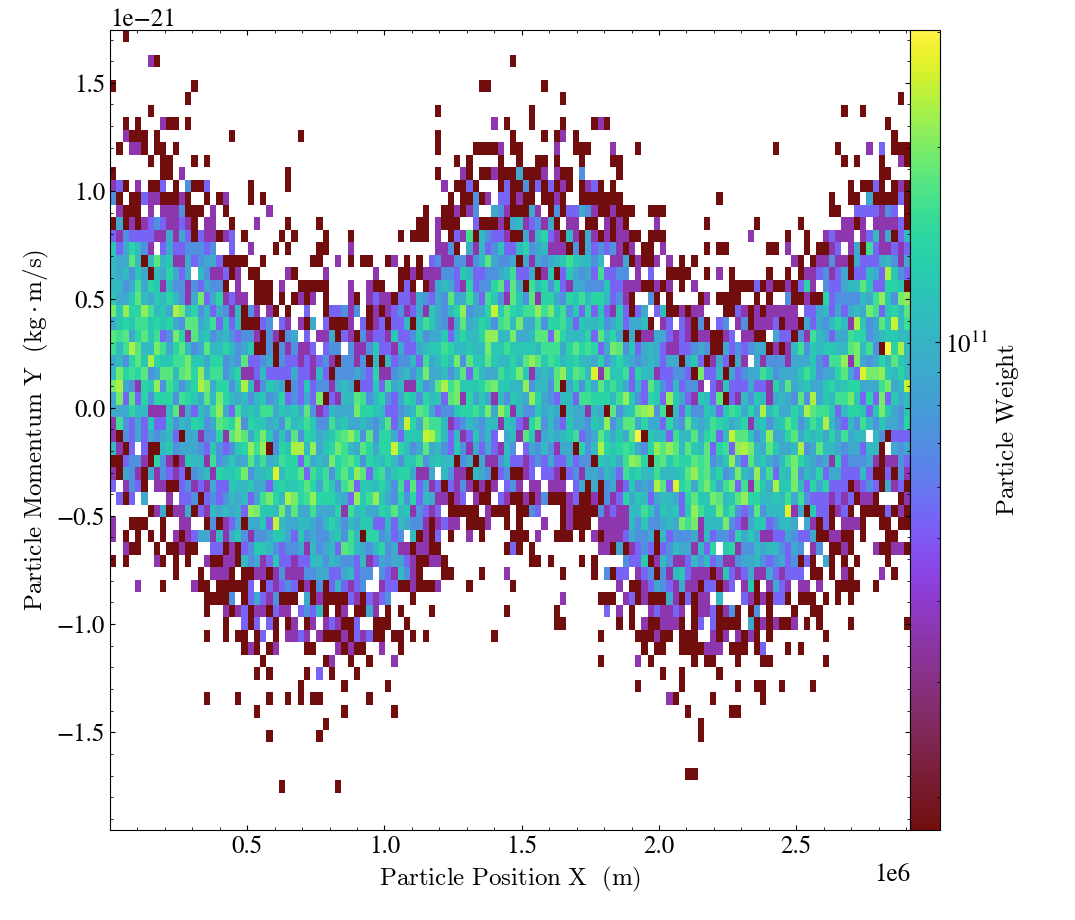 1e−21
1.5
1.0
0.5
0.0
−0.5
−1.0
−1.5
Particle Momentum Y (kg · m/s)
0.5
1.0
1.5
2.0
2.5
1e6
Particle Position X (m)
10¹¹
Particle Weight